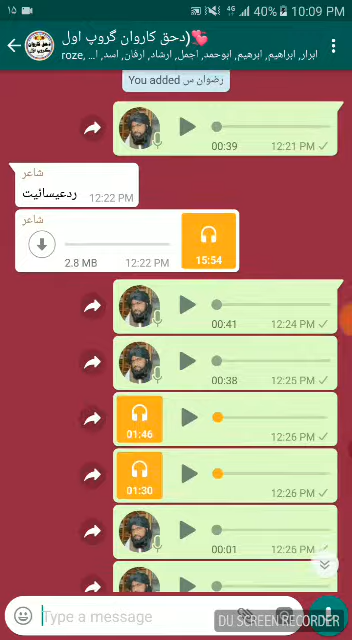 ١٥ 4G 40% 10:09 PM
دحق کاروان گروپ اول)💞
roze, ابرار, ابراهیم, ابرهیم, ابوحمد, اجمل, ارشاد, ارفان, اسد, ا...
You added رضوان س
00:39 12:21 PM
شاعر
ردعیسائیت 12:22 PM
شاعر
15:54
2.8 MB 12:22 PM
00:41 12:24 PM
00:38 12:25 PM
01:46 12:26 PM
01:30 12:26 PM
00:01 12:26 PM
Type a message
DU SCREEN RECORDER